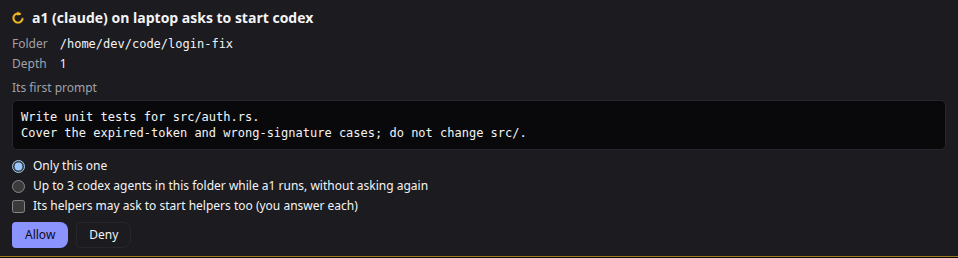 a1 (claude) on laptop asks to start codex
Folder /home/dev/code/login-fix
Depth 1
Its first prompt
Write unit tests for src/auth.rs.
Cover the expired-token and wrong-signature cases; do not change src/.
Only this one
Up to 3 codex agents in this folder while a1 runs, without asking again
Its helpers may ask to start helpers too (you answer each)
Allow Deny